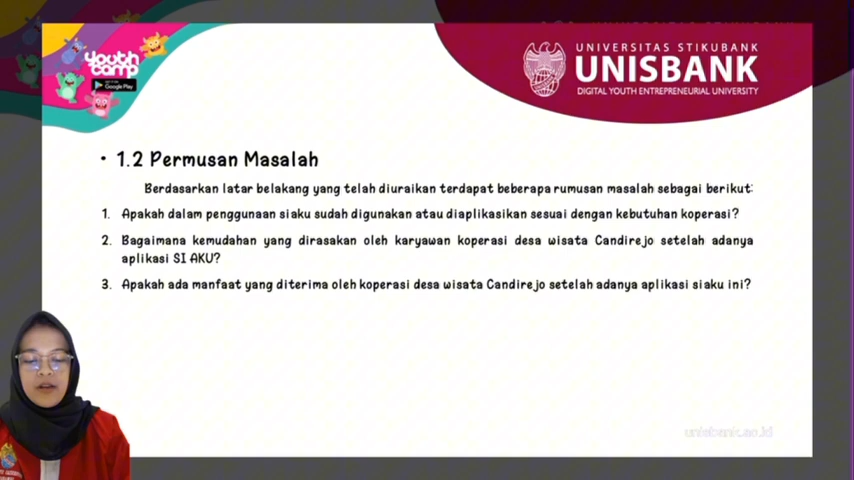 youth camp
Google Play
UNIVERSITAS STIKUBANK
UNISBANK
DIGITAL YOUTH ENTREPRENEURIAL UNIVERSITY
• 1.2 Permusan Masalah
Berdasarkan latar belakang yang telah diuraikan terdapat beberapa rumusan masalah sebagai berikut:
1. Apakah dalam penggunaan siaku sudah digunakan atau diaplikasikan sesuai dengan kebutuhan koperasi?
2. Bagaimana kemudahan yang dirasakan oleh karyawan koperasi desa wisata Candirejo setelah adanya
aplikasi SI AKU?
3. Apakah ada manfaat yang diterima oleh koperasi desa wisata Candirejo setelah adanya aplikasi siaku ini?
unisbank.ac.id